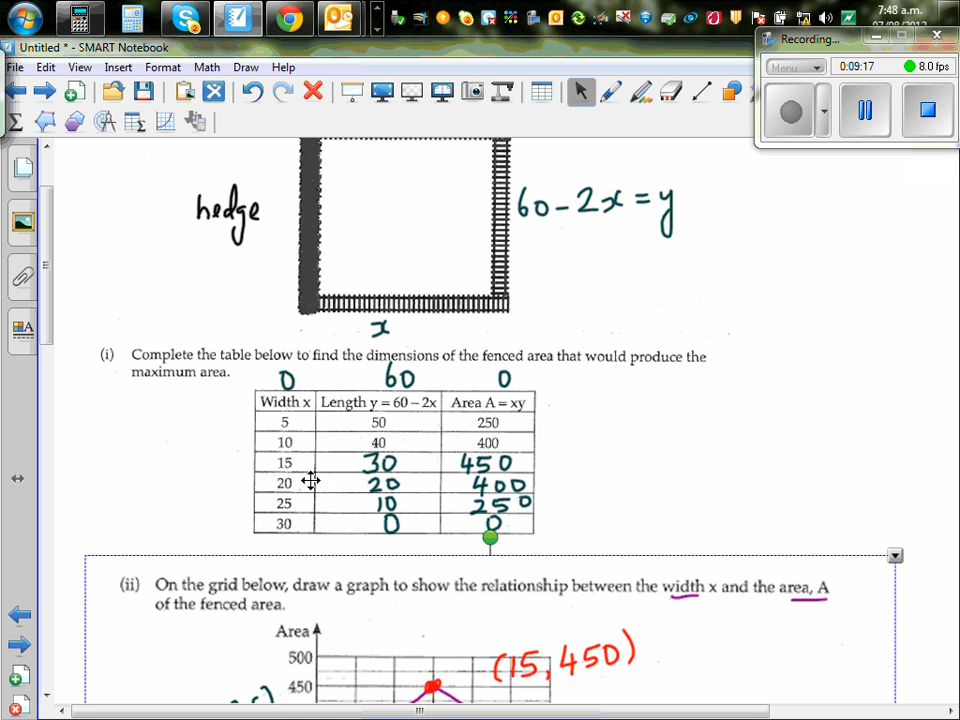 7:48 a.m.
07/08/2012
Untitled * - SMART Notebook
Recording...
File Edit View Insert Format Math Draw Help
Menu
0:09:17
8.0 fps
hedge
60 - 2x = y
x
(i) Complete the table below to find the dimensions of the fenced area that would produce the
maximum area.
0 60 0
Width x Length y = 60 – 2x Area A = xy
5 50 250
10 40 400
15 30 450
20 20 400
25 10 250
30 0 0
(ii) On the grid below, draw a graph to show the relationship between the width x and the area, A
of the fenced area.
Area
500
(15, 450)
450